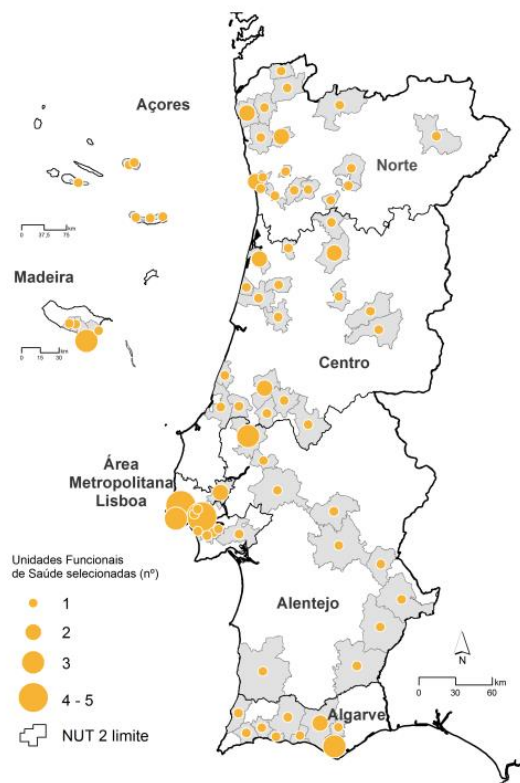 Açores
Norte
0
37,5
75
km
Madeira
0
15
30
km
Centro
Área
Metropolitana
Lisboa
Unidades Funcionais
de Saúde selecionadas (nº)
1
2
3
4 - 5
NUT 2 limite
Alentejo
N
km
0
30
60
Algarve